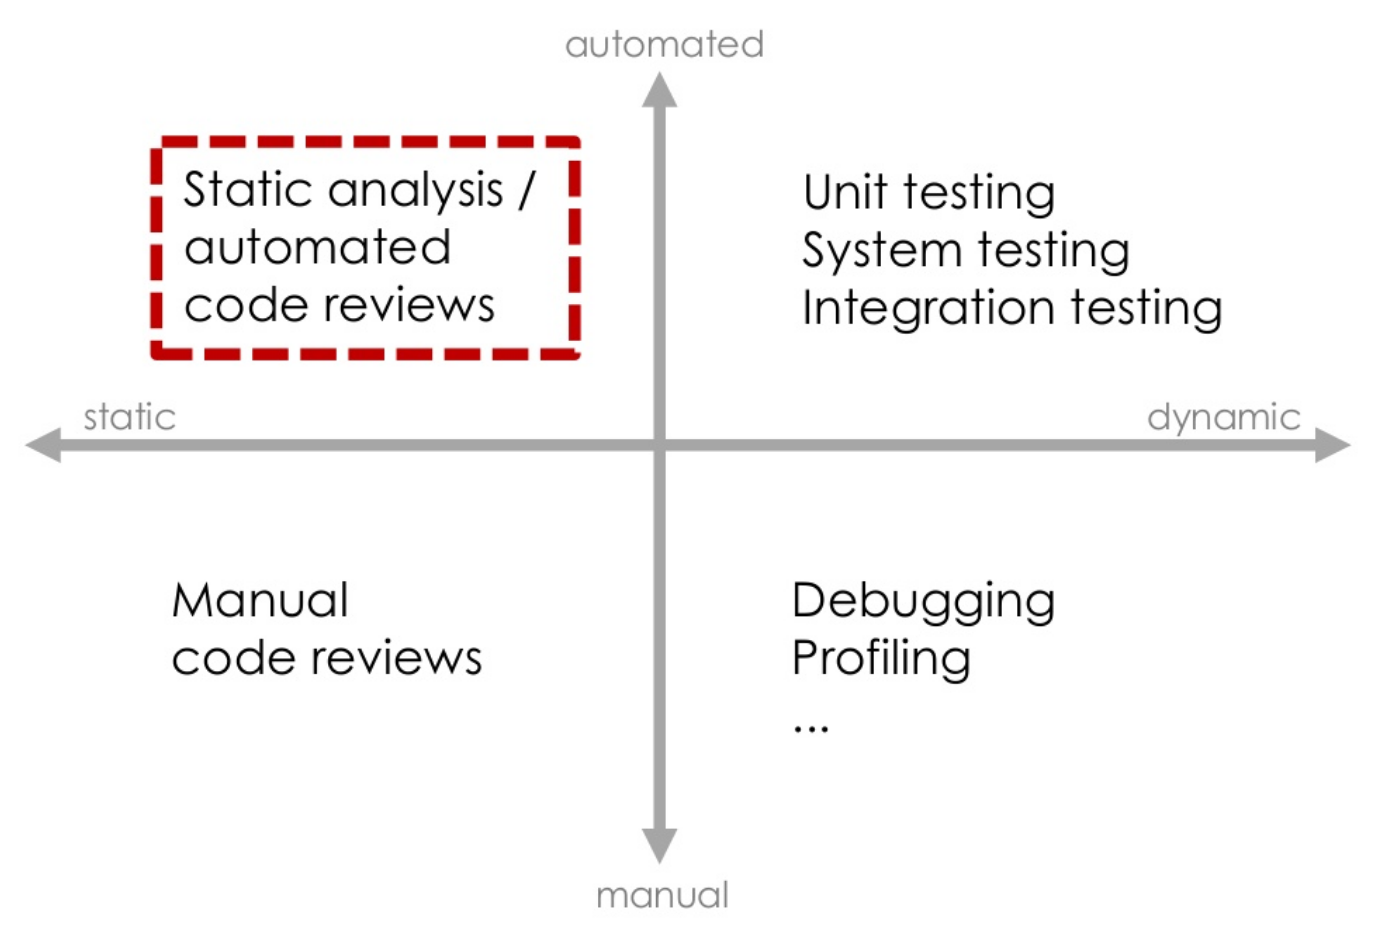 automated
Static analysis /
automated
code reviews
Unit testing
System testing
Integration testing
static
dynamic
Manual
code reviews
Debugging
Profiling
...
manual